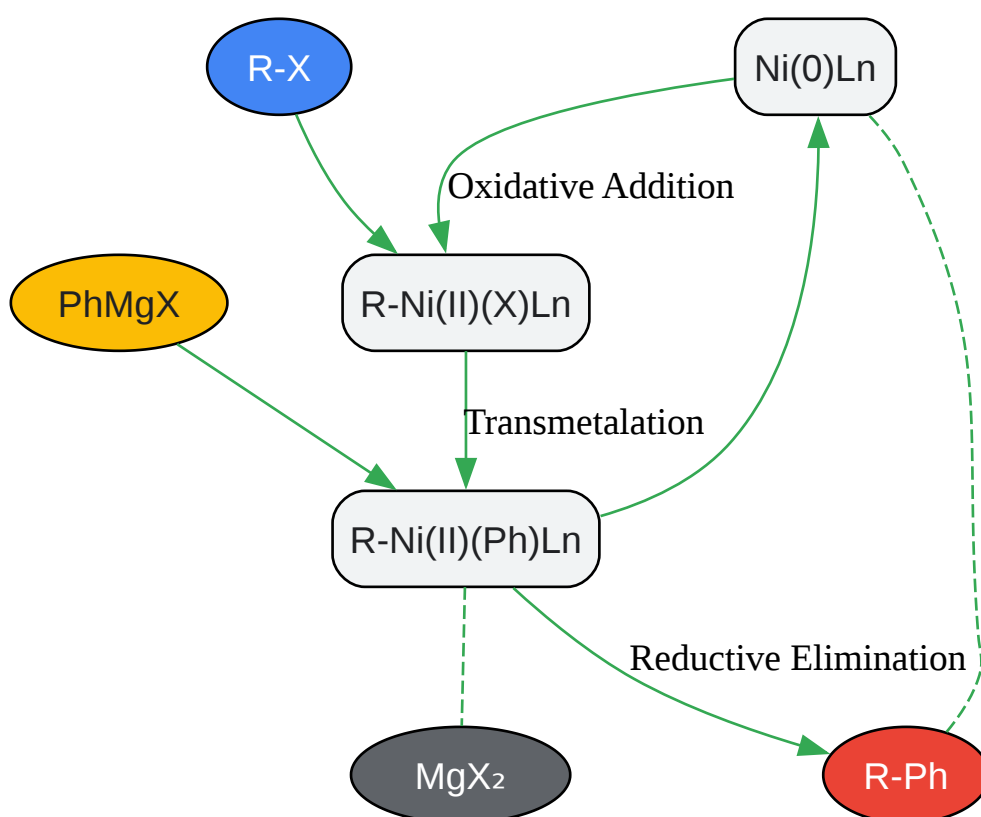 R-X
Ni(0)Ln
Oxidative Addition
PhMgX
R-Ni(II)(X)Ln
Transmetalation
R-Ni(II)(Ph)Ln
Reductive Elimination
MgX₂
R-Ph